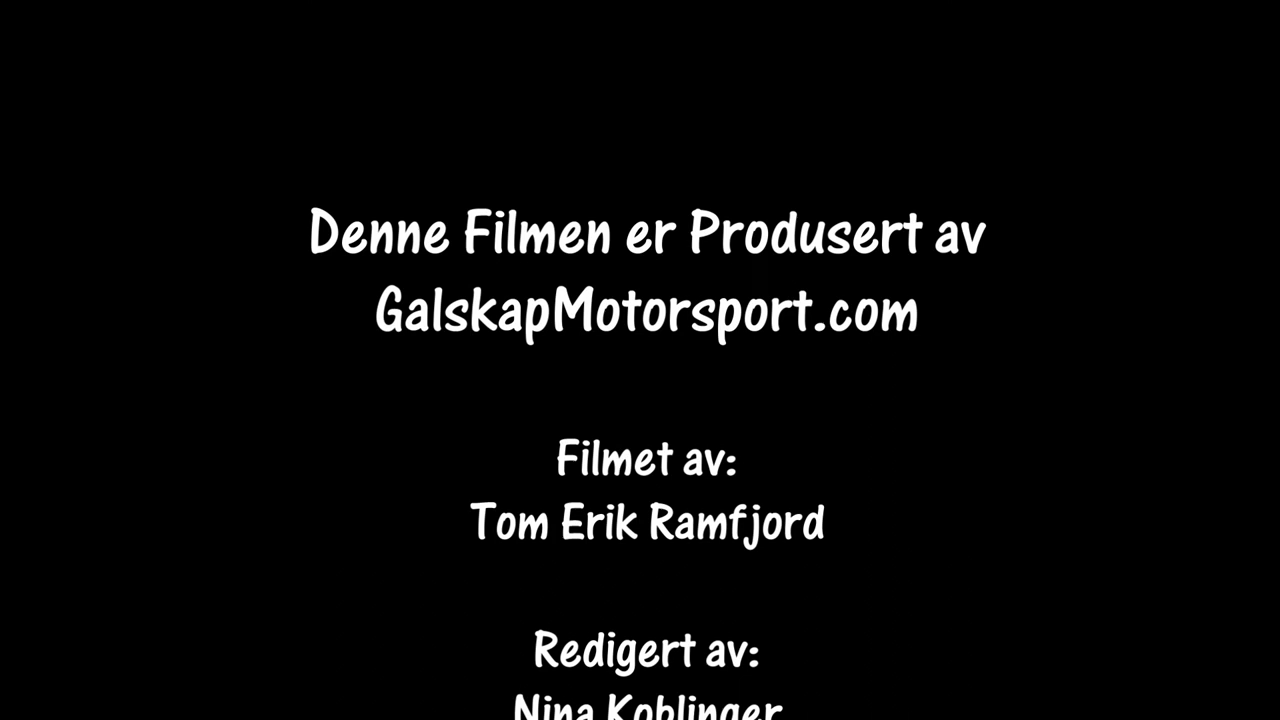 Denne Filmen er Produsert av
GalskapMotorsport.com
Filmet av:
Tom Erik Ramfjord
Redigert av:
Nina Koblinger